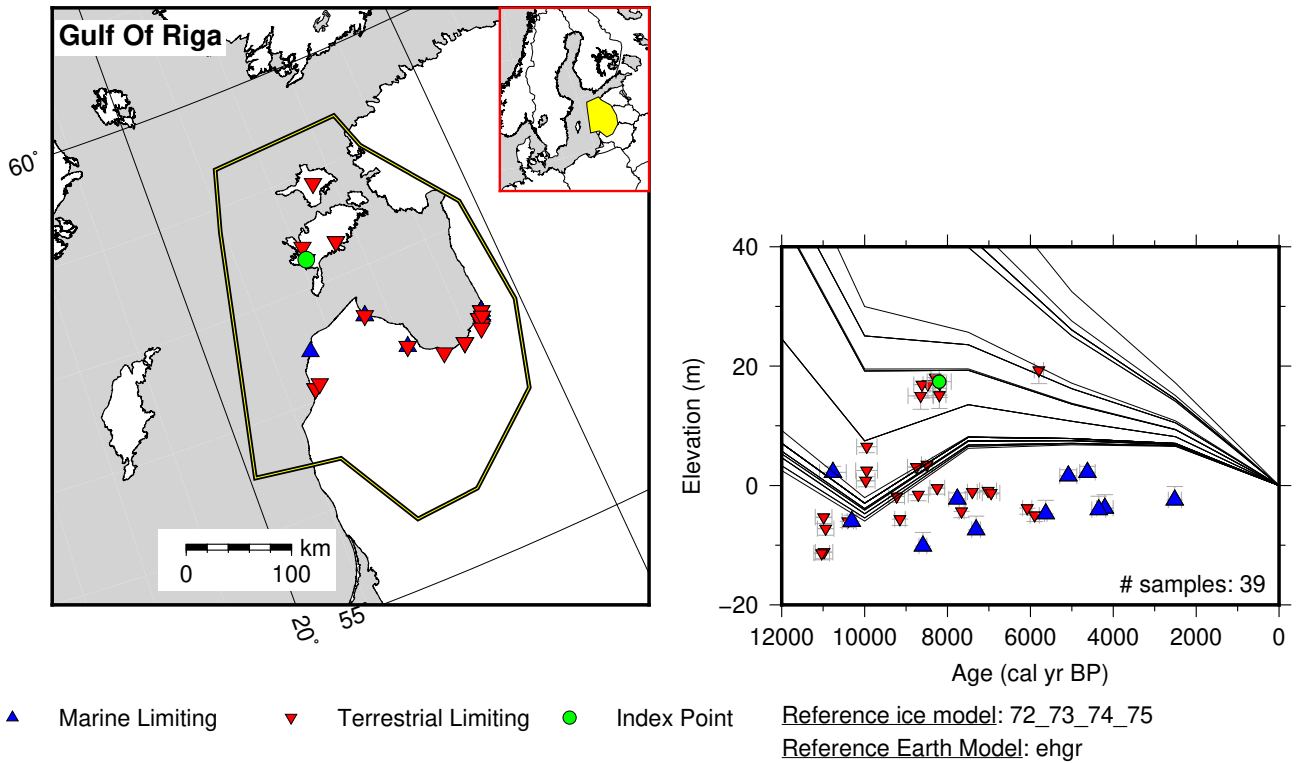 Gulf Of Riga
60°
20°
55
km
0 100
40
20
0
−20
Elevation (m)
# samples: 39
12000 10000 8000 6000 4000 2000 0
Age (cal yr BP)
Marine Limiting Terrestrial Limiting Index Point
Reference ice model: 72_73_74_75
Reference Earth Model: ehgr